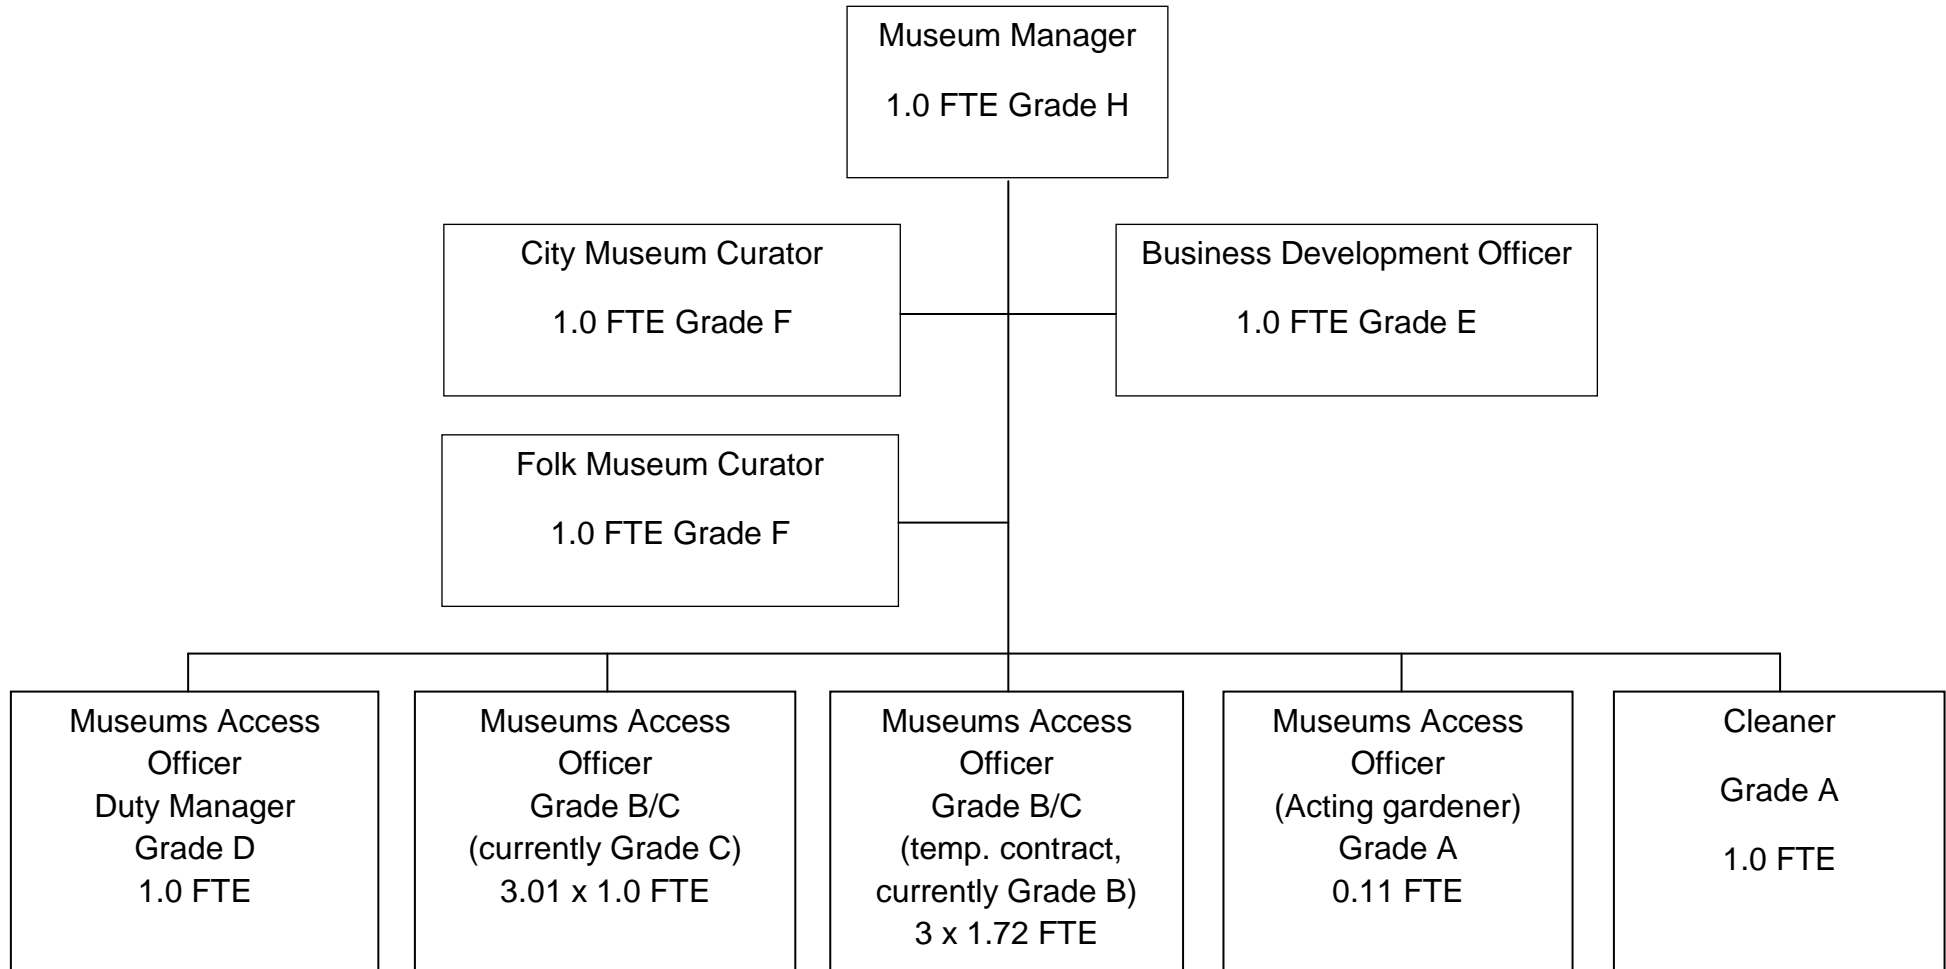 Museum Manager
1.0 FTE Grade H
City Museum Curator
1.0 FTE Grade F
Business Development Officer
1.0 FTE Grade E
Folk Museum Curator
1.0 FTE Grade F
Museums Access
Officer
Duty Manager
Grade D
1.0 FTE
Museums Access
Officer
Grade B/C
(currently Grade C)
3.01 x 1.0 FTE
Museums Access
Officer
Grade B/C
(temp. contract,
currently Grade B)
3 x 1.72 FTE
Museums Access
Officer
(Acting gardener)
Grade A
0.11 FTE
Cleaner
Grade A
1.0 FTE